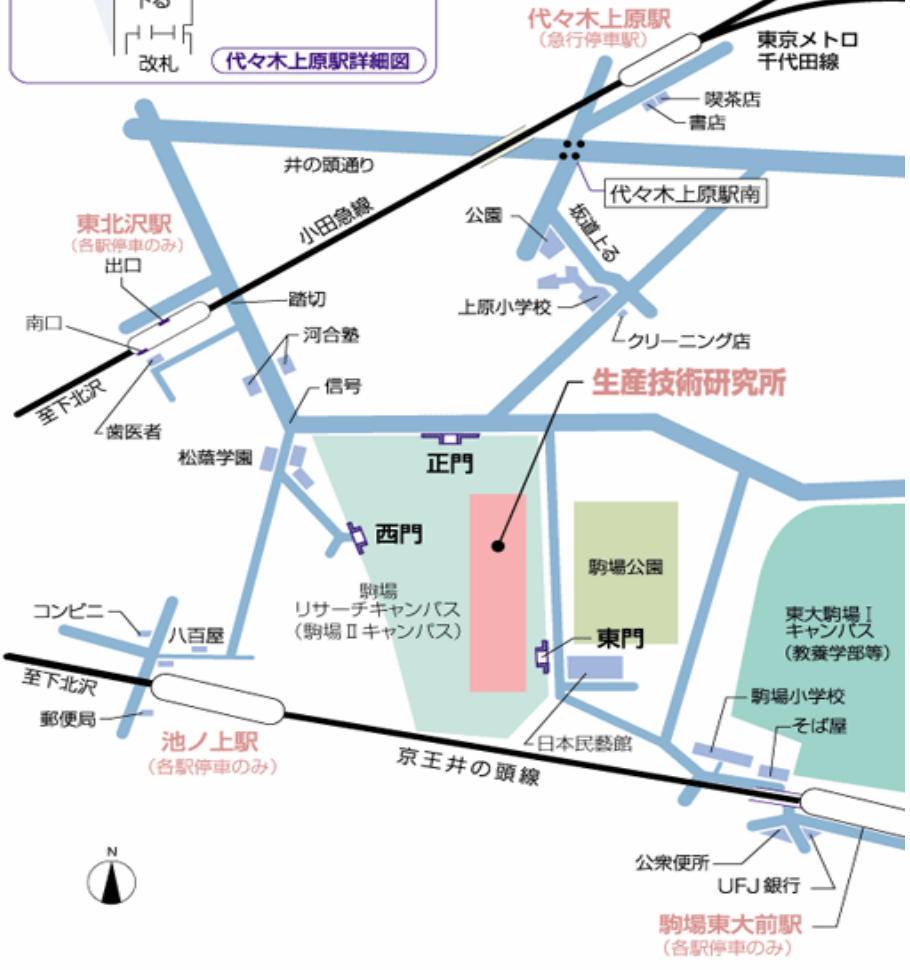 下る
改札
代々木上原駅詳細図
代々木上原駅
(急行停車駅)
東京メトロ
千代田線
喫茶店
書店
井の頭通り
代々木上原駅南
小田急線
公園
坂道上る
東北沢駅
(各駅停車のみ)
出口
踏切
上原小学校
南口
河合塾
クリーニング店
至下北沢
信号
生産技術研究所
歯医者
松蔭学園
正門
西門
駒場公園
駒場
リサーチキャンパス
(駒場Ⅱキャンパス)
コンビニ
八百屋
東門
東大駒場Ⅰ
キャンパス
(教養学部等)
至下北沢
郵便局
駒場小学校
そば屋
池ノ上駅
(各駅停車のみ)
日本民藝館
京王井の頭線
N
公衆便所
UFJ銀行
駒場東大前駅
(各駅停車のみ)